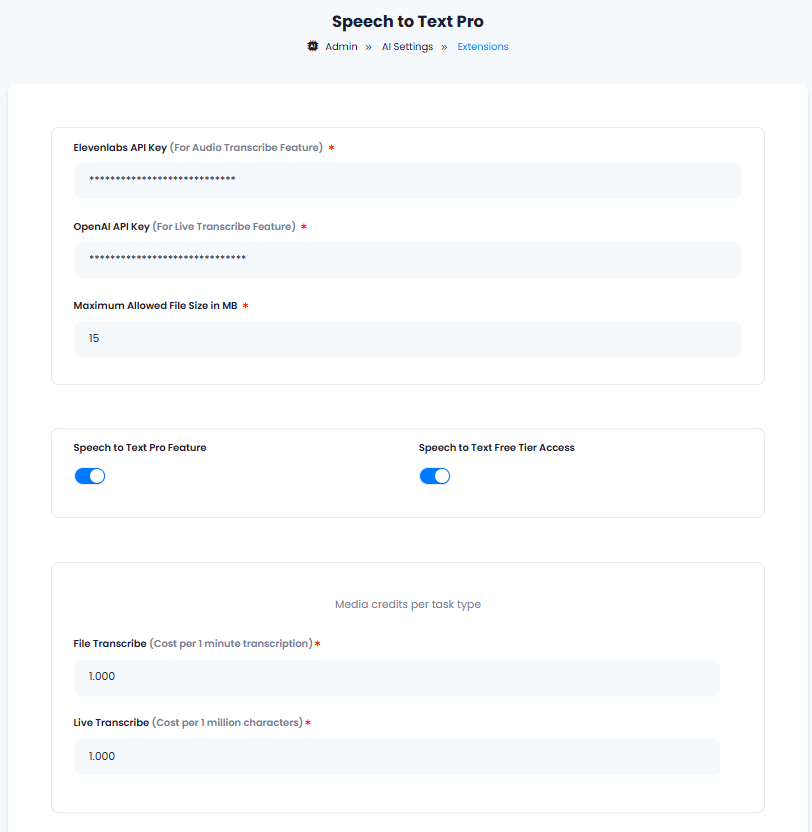 Speech to Text Pro
Admin » AI Settings » Extensions
Elevenlabs API Key (For Audio Transcribe Feature) *
****************************
OpenAI API Key (For Live Transcribe Feature) *
******************************
Maximum Allowed File Size in MB *
15
Speech to Text Pro Feature Speech to Text Free Tier Access
Media credits per task type
File Transcribe (Cost per 1 minute transcription) *
1.000
Live Transcribe (Cost per 1 million characters) *
1.000